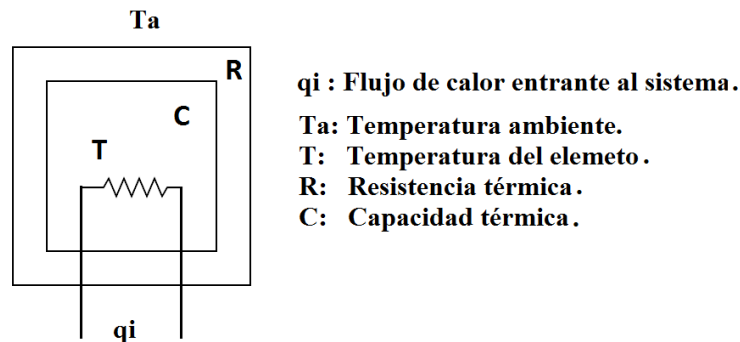 Ta
R
C
T
qi
qi : Flujo de calor entrante al sistema.
Ta: Temperatura ambiente.
T: Temperatura del elemeto.
R: Resistencia térmica.
C: Capacidad térmica.